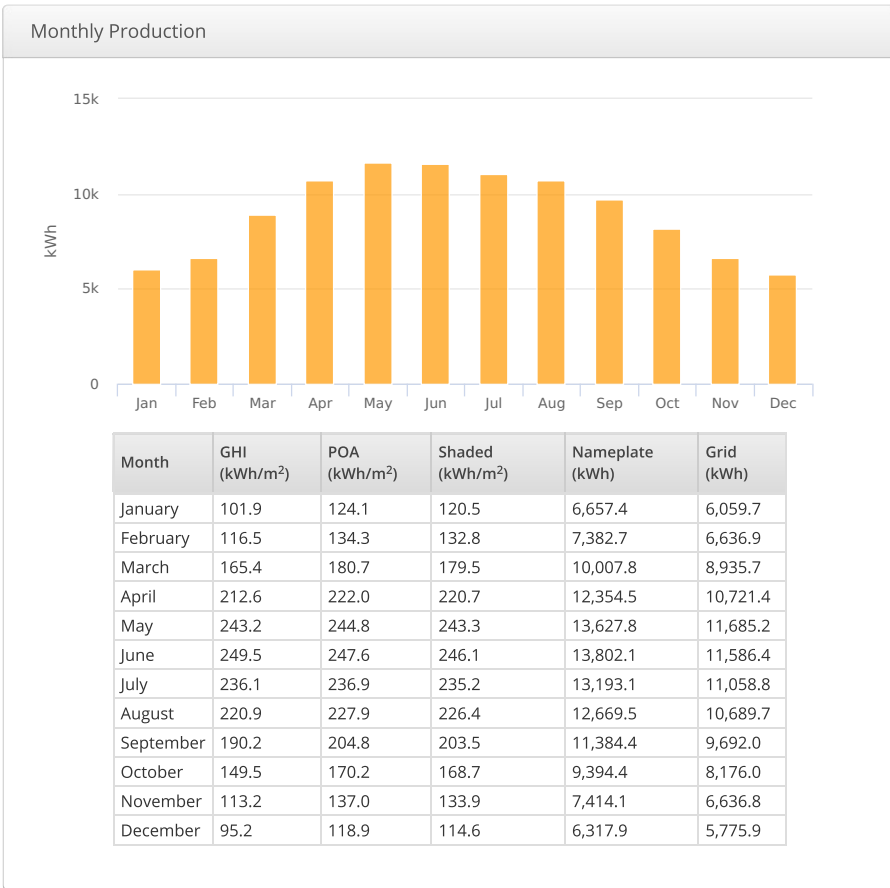 Monthly Production
15k
10k
5k
0
kWh
Jan Feb Mar Apr May Jun Jul Aug Sep Oct Nov Dec
Month GHI (kWh/m²) POA (kWh/m²) Shaded (kWh/m²) Nameplate (kWh) Grid (kWh)
January 101.9 124.1 120.5 6,657.4 6,059.7
February 116.5 134.3 132.8 7,382.7 6,636.9
March 165.4 180.7 179.5 10,007.8 8,935.7
April 212.6 222.0 220.7 12,354.5 10,721.4
May 243.2 244.8 243.3 13,627.8 11,685.2
June 249.5 247.6 246.1 13,802.1 11,586.4
July 236.1 236.9 235.2 13,193.1 11,058.8
August 220.9 227.9 226.4 12,669.5 10,689.7
September 190.2 204.8 203.5 11,384.4 9,692.0
October 149.5 170.2 168.7 9,394.4 8,176.0
November 113.2 137.0 133.9 7,414.1 6,636.8
December 95.2 118.9 114.6 6,317.9 5,775.9